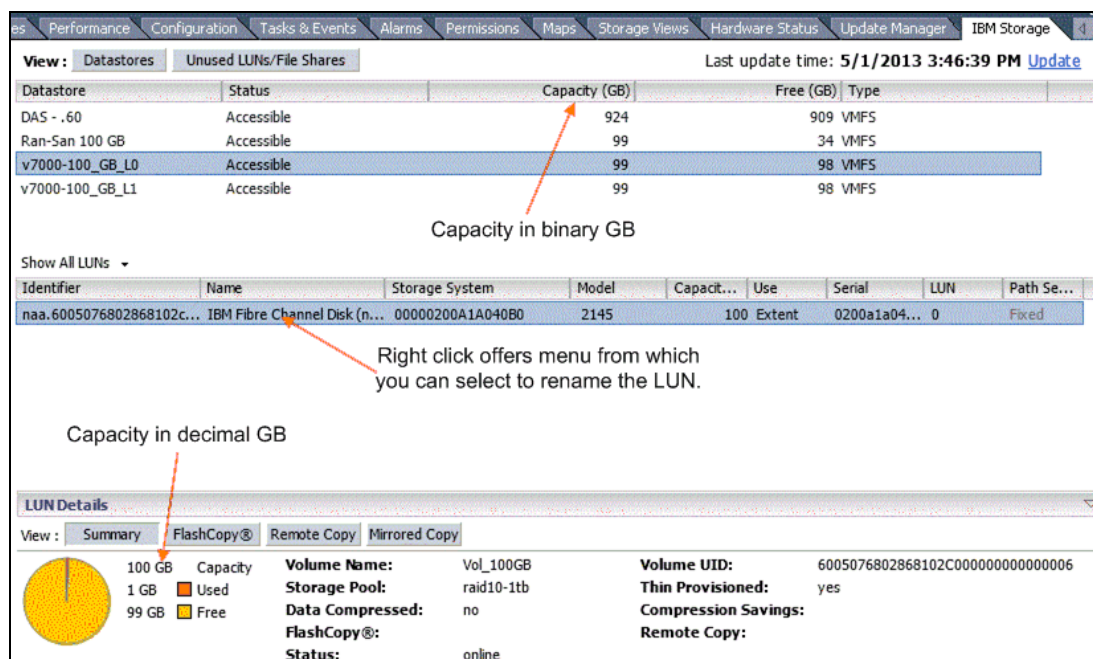 es Performance Configuration Tasks & Events Alarms Permissions Maps Storage Views Hardware Status Update Manager IBM Storage
View : Datastores Unused LUNs/File Shares Last update time: 5/1/2013 3:46:39 PM Update
Datastore Status Capacity (GB) Free (GB) Type
DAS - .60 Accessible 924 909 VMFS
Ran-San 100 GB Accessible 99 34 VMFS
v7000-100_GB_L0 Accessible 99 98 VMFS
v7000-100_GB_L1 Accessible 99 98 VMFS
Capacity in binary GB
Show All LUNs
Identifier Name Storage System Model Capacit... Use Serial LUN Path Se...
naa.6005076802868102c... IBM Fibre Channel Disk (n... 00000200A1A040B0 2145 100 Extent 0200a1a04... 0 Fixed
Right click offers menu from which
you can select to rename the LUN.
Capacity in decimal GB
LUN Details
View : Summary FlashCopy® Remote Copy Mirrored Copy
100 GB Capacity Volume Name: Vol_100GB Volume UID: 6005076802868102C000000000000006
1 GB Used Storage Pool: raid10-1tb Thin Provisioned: yes
99 GB Free Data Compressed: no Compression Savings:
FlashCopy®: Remote Copy:
Status: online